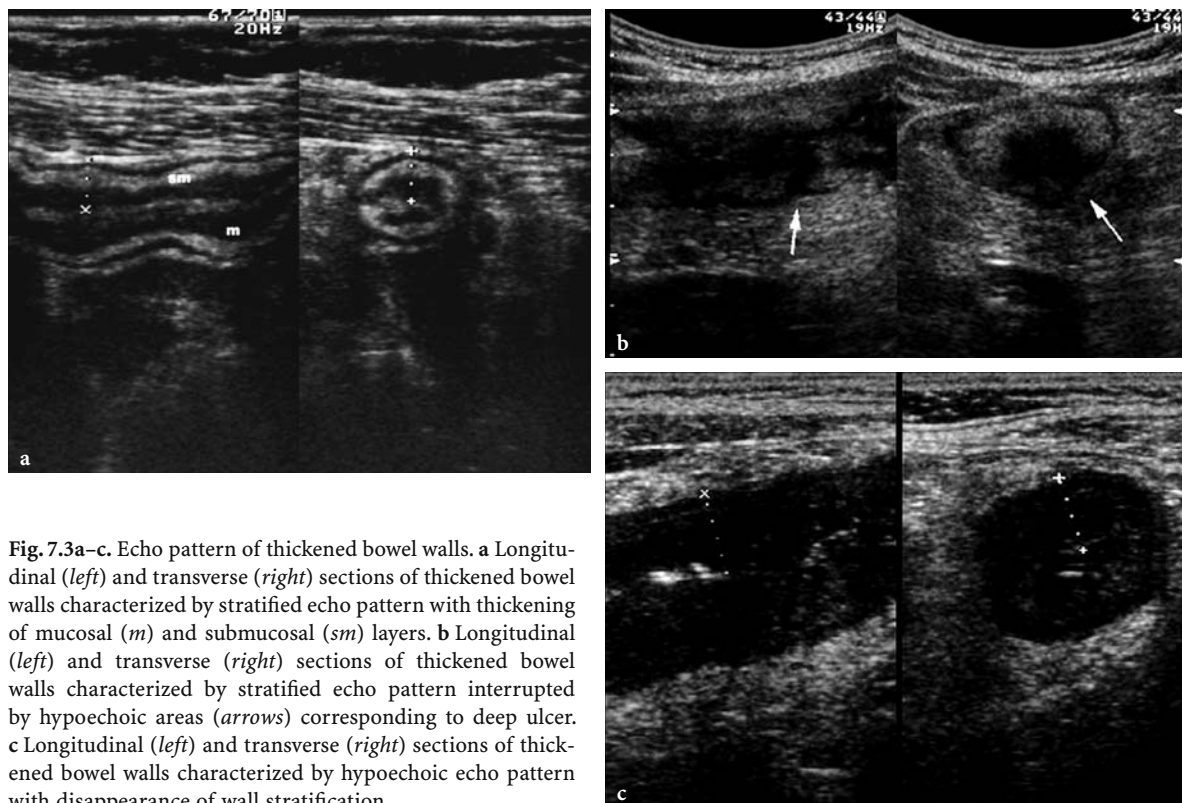 67/701
20Hz
sm
m
a
43/441
19Hz
43/44
19H
b
c
Fig. 7.3a–c. Echo pattern of thickened bowel walls. a Longitu-
dinal (left) and transverse (right) sections of thickened bowel
walls characterized by stratified echo pattern with thickening
of mucosal (m) and submucosal (sm) layers. b Longitudinal
(left) and transverse (right) sections of thickened bowel
walls characterized by stratified echo pattern interrupted
by hypoechoic areas (arrows) corresponding to deep ulcer.
c Longitudinal (left) and transverse (right) sections of thick-
ened bowel walls characterized by hypoechoic echo pattern
with disappearance of wall stratification